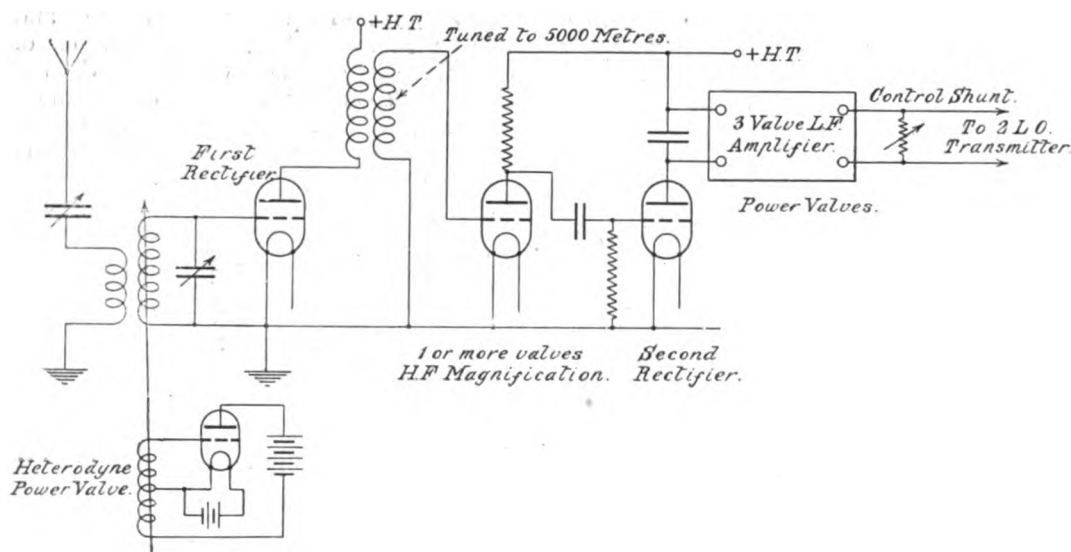 +H.T.
Tuned to 5000 Metres.
+H.T.
Control Shunt.
3 Valve L.F.
Amplifier.
To 2 L O.
Transmitter.
First
Rectifier
Power Valves.
1 or more valves
H.F Magnification.
Second
Rectifier.
Heterodyne
Power Valve.